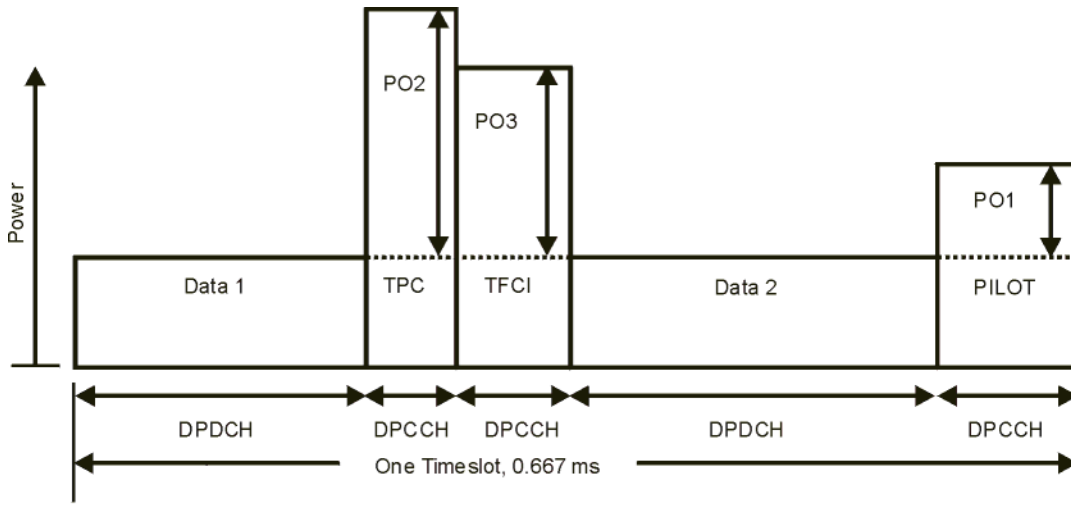 PO2
PO3
PO1
Power
Data 1
TPC
TFCI
Data 2
PILOT
DPDCH
DPCCH
DPCCH
DPDCH
DPCCH
One Timeslot, 0.667 ms